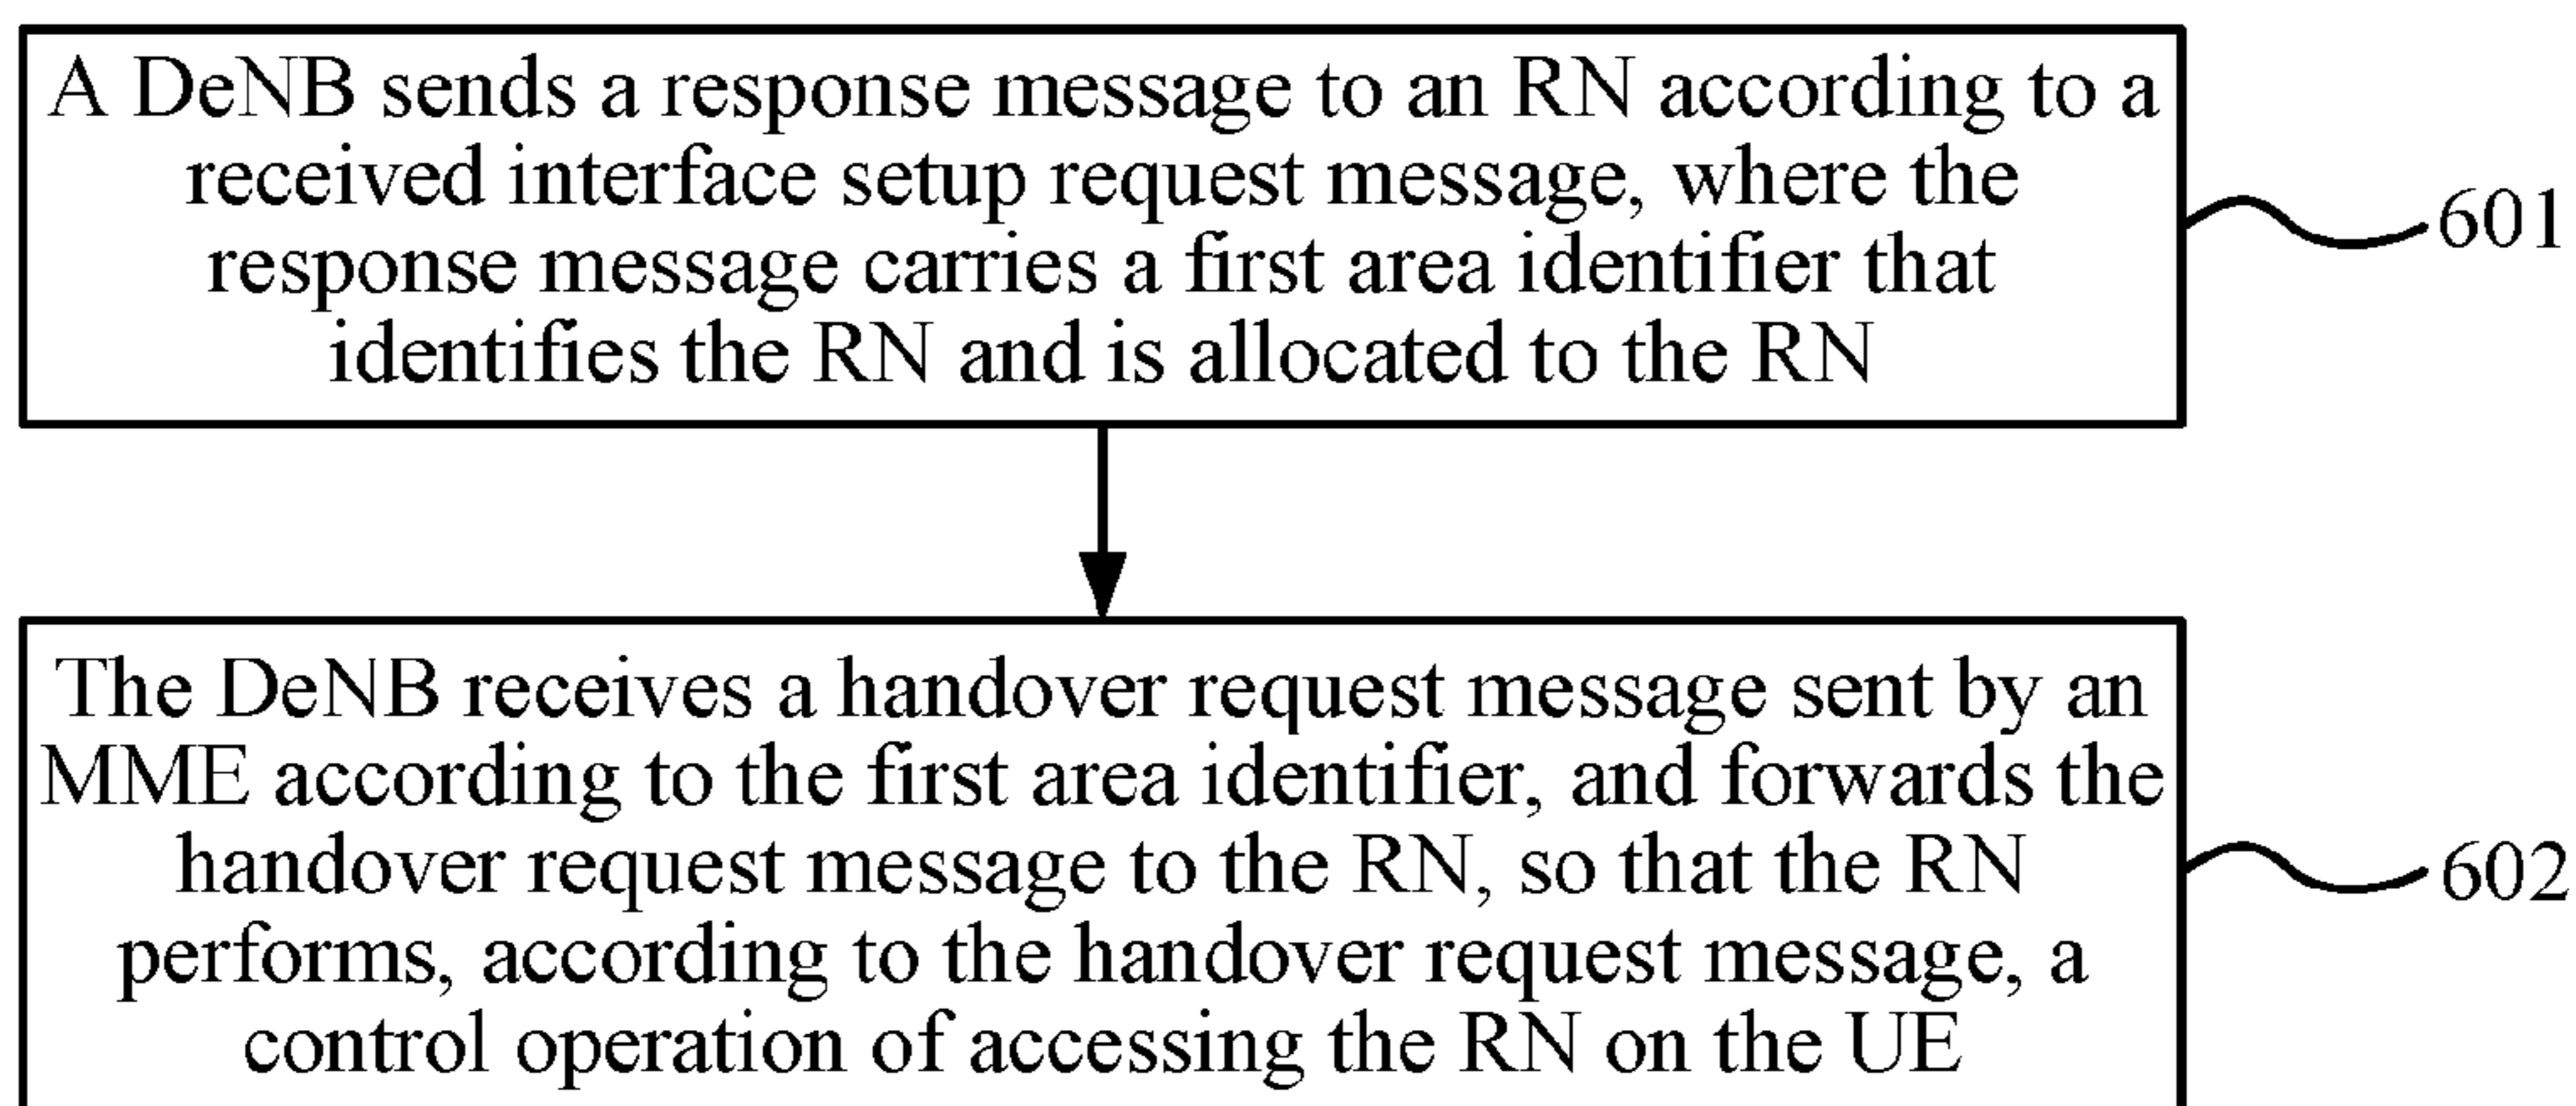 A DeNB sends a response message to an RN according to a
received interface setup request message, where the
response message carries a first area identifier that
identifies the RN and is allocated to the RN
601
The DeNB receives a handover request message sent by an
MME according to the first area identifier, and forwards the
handover request message to the RN, so that the RN
performs, according to the handover request message, a
control operation of accessing the RN on the UE
602